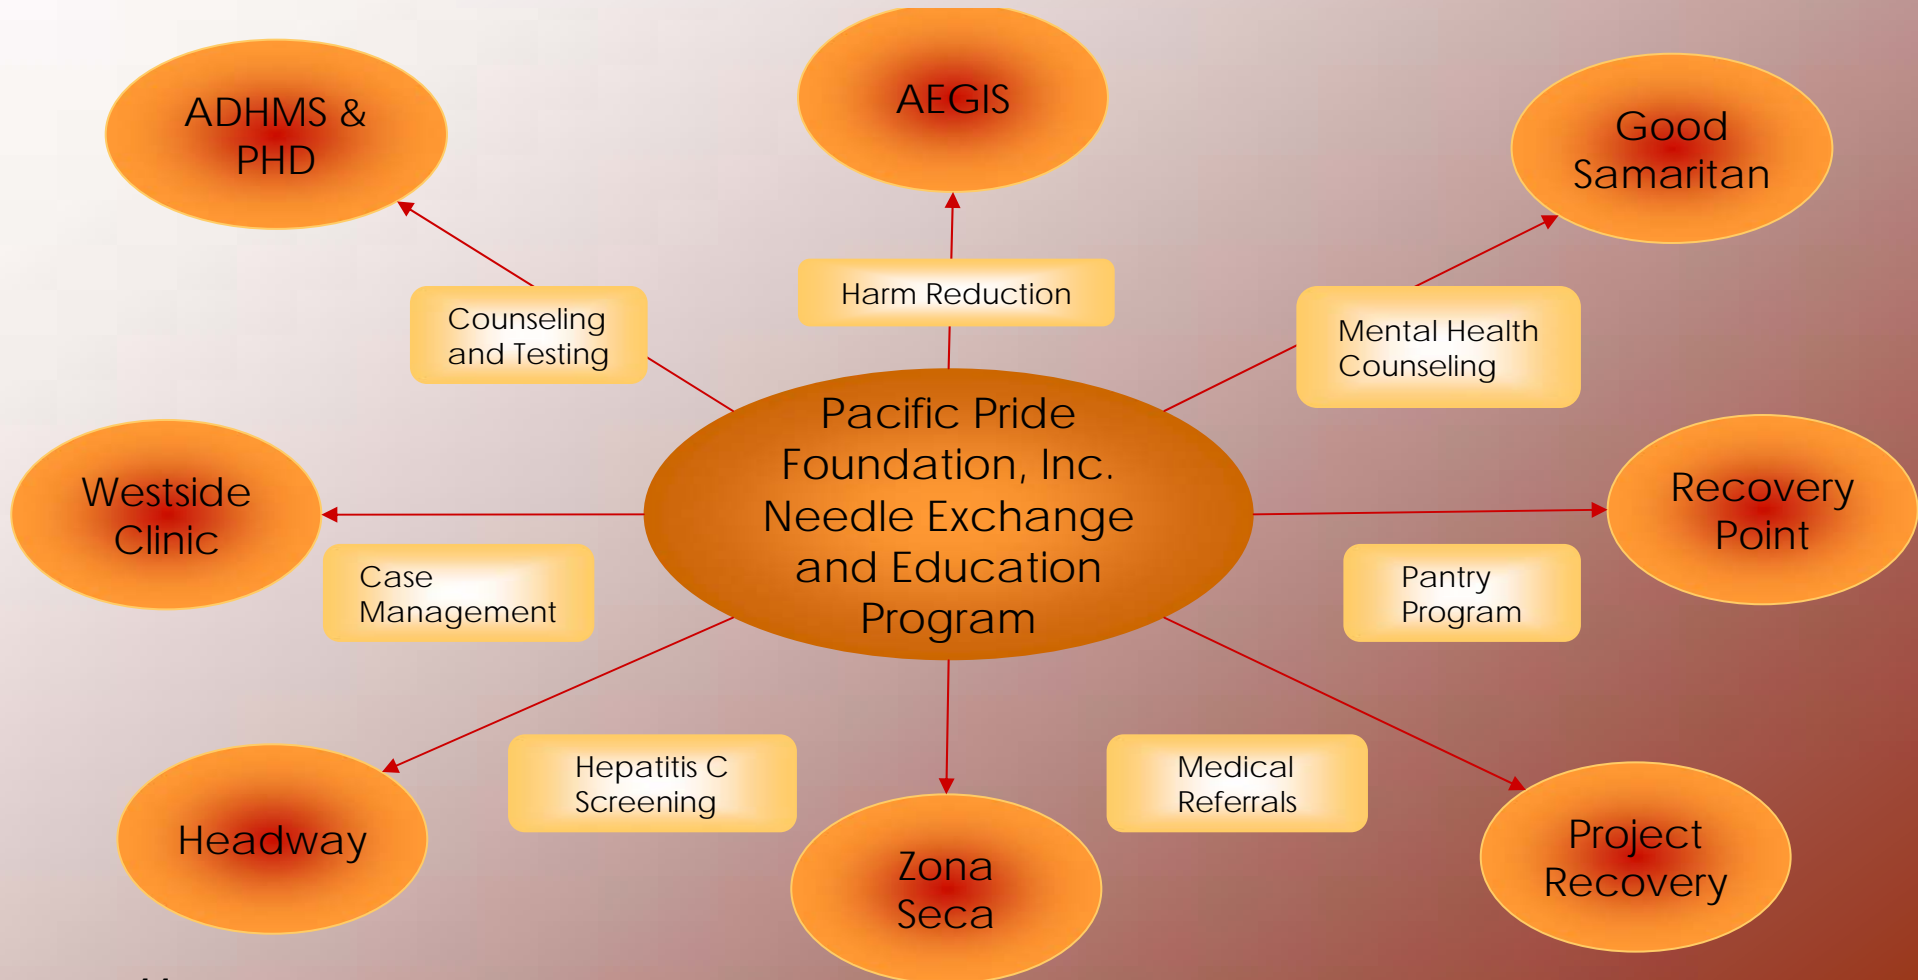 ADHMS &
PHD
AEGIS
Good
Samaritan
Counseling
and Testing
Harm Reduction
Mental Health
Counseling
Westside
Clinic
Pacific Pride
Foundation, Inc.
Needle Exchange
and Education
Program
Recovery
Point
Case
Management
Pantry
Program
Headway
Hepatitis C
Screening
Zona
Seca
Medical
Referrals
Project
Recovery